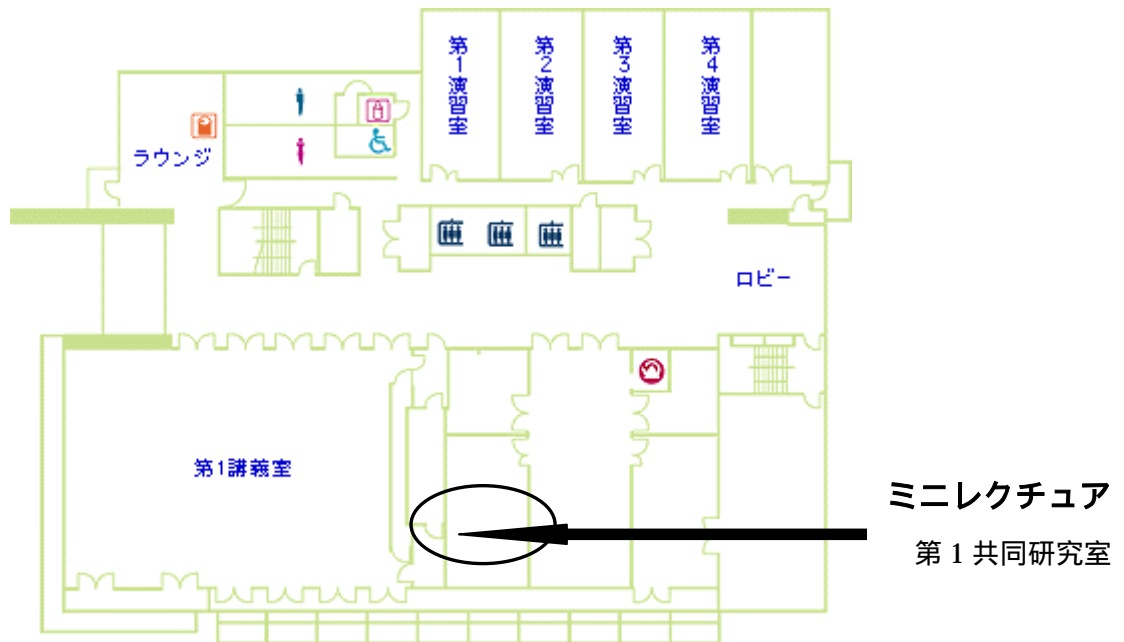 第1演習室
第2演習室
第3演習室
第4演習室
ラウンジ
ロビー
第1講義室
ミニレクチュア
第 1 共同研究室